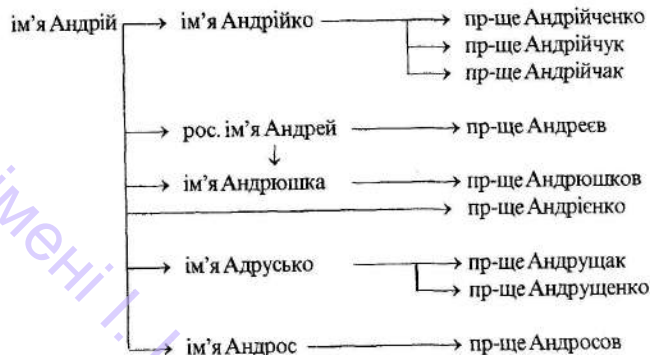 ім’я Андрій → ім’я Андрійко → пр-ще Андрійченко
→ пр-ще Андрійчук
→ пр-ще Андрійчак
→ рос. ім’я Андрей → пр-ще Андреєв
↓
→ ім’я Андрюшка → пр-ще Андрюшков
→ пр-ще Андрієнко
→ ім’я Адрусько → пр-ще Андрущак
→ пр-ще Андрущенко
→ ім’я Андрос → пр-ще Андросов
імені І.